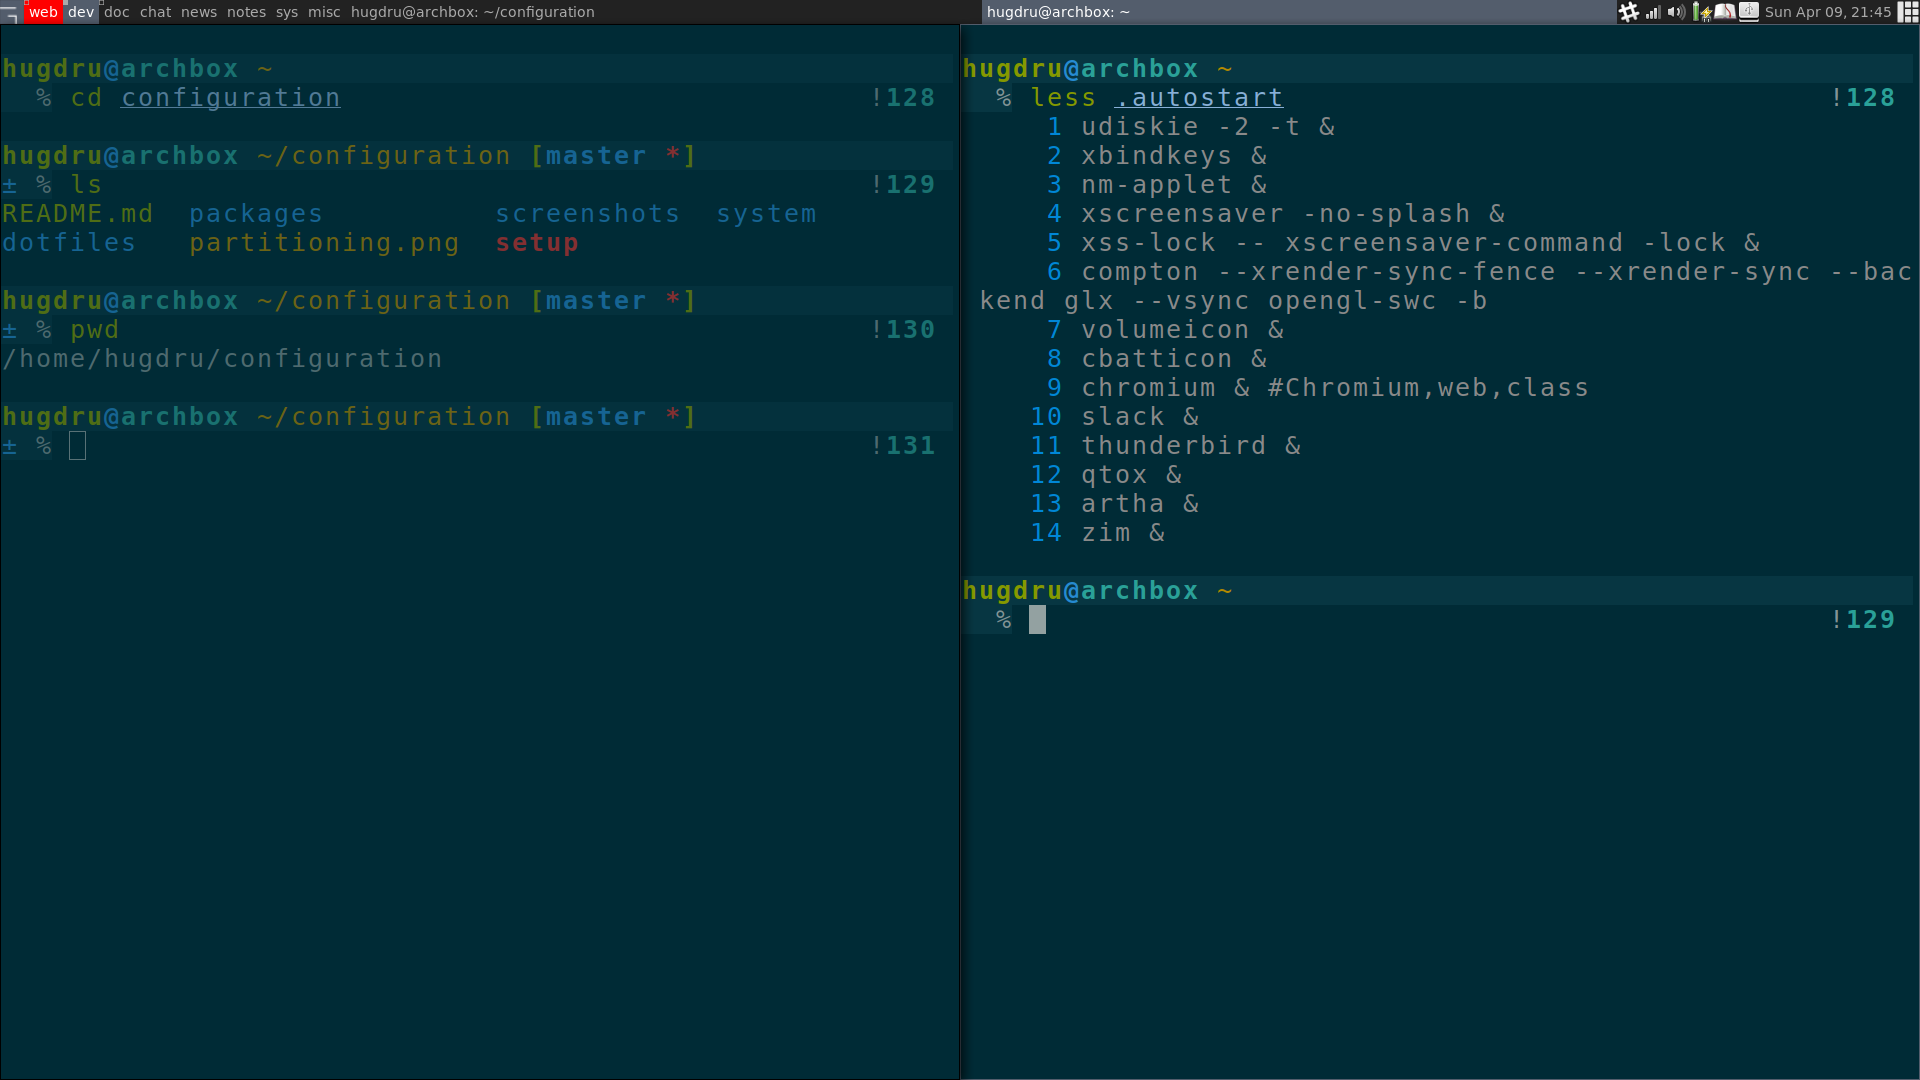 web dev doc chat news notes sys misc hugdru@archbox: ~/configuration
hugdru@archbox: ~
Sun Apr 09, 21:45
hugdru@archbox ~
% cd configuration !128
hugdru@archbox ~/configuration [master *]
± % ls !129
README.md packages screenshots system
dotfiles partitioning.png setup
hugdru@archbox ~/configuration [master *]
± % pwd !130
/home/hugdru/configuration
hugdru@archbox ~/configuration [master *]
± % !131
hugdru@archbox ~
% less .autostart !128
1 udiskie -2 -t &
2 xbindkeys &
3 nm-applet &
4 xscreensaver -no-splash &
5 xss-lock -- xscreensaver-command -lock &
6 compton --xrender-sync-fence --xrender-sync --bac
kend glx --vsync opengl-swc -b
7 volumeicon &
8 cbatticon &
9 chromium & #Chromium,web,class
10 slack &
11 thunderbird &
12 qtox &
13 artha &
14 zim &
hugdru@archbox ~
% !129